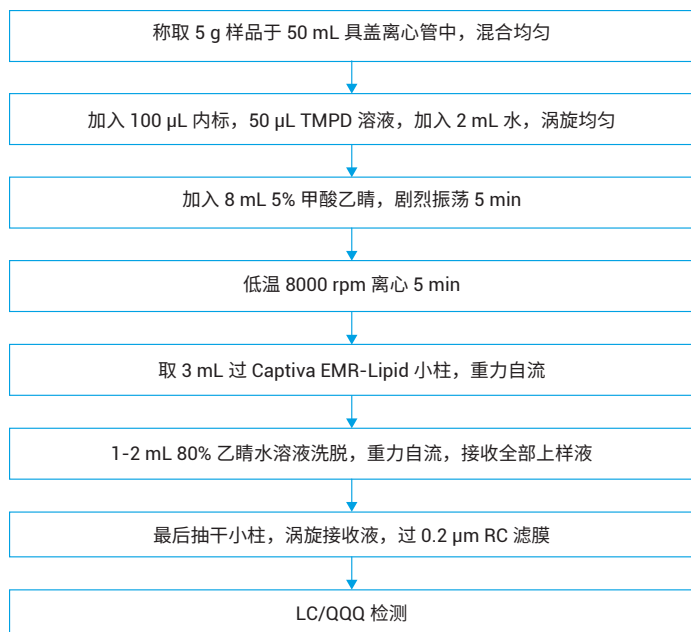 称取 5 g 样品于 50 mL 具盖离心管中，混合均匀
加入 100 µL 内标，50 µL TMPD 溶液，加入 2 mL 水，涡旋均匀
加入 8 mL 5% 甲酸乙腈，剧烈振荡 5 min
低温 8000 rpm 离心 5 min
取 3 mL 过 Captiva EMR-Lipid 小柱，重力自流
1-2 mL 80% 乙腈水溶液洗脱，重力自流，接收全部上样液
最后抽干小柱，涡旋接收液，过 0.2 µm RC 滤膜
LC/QQQ 检测